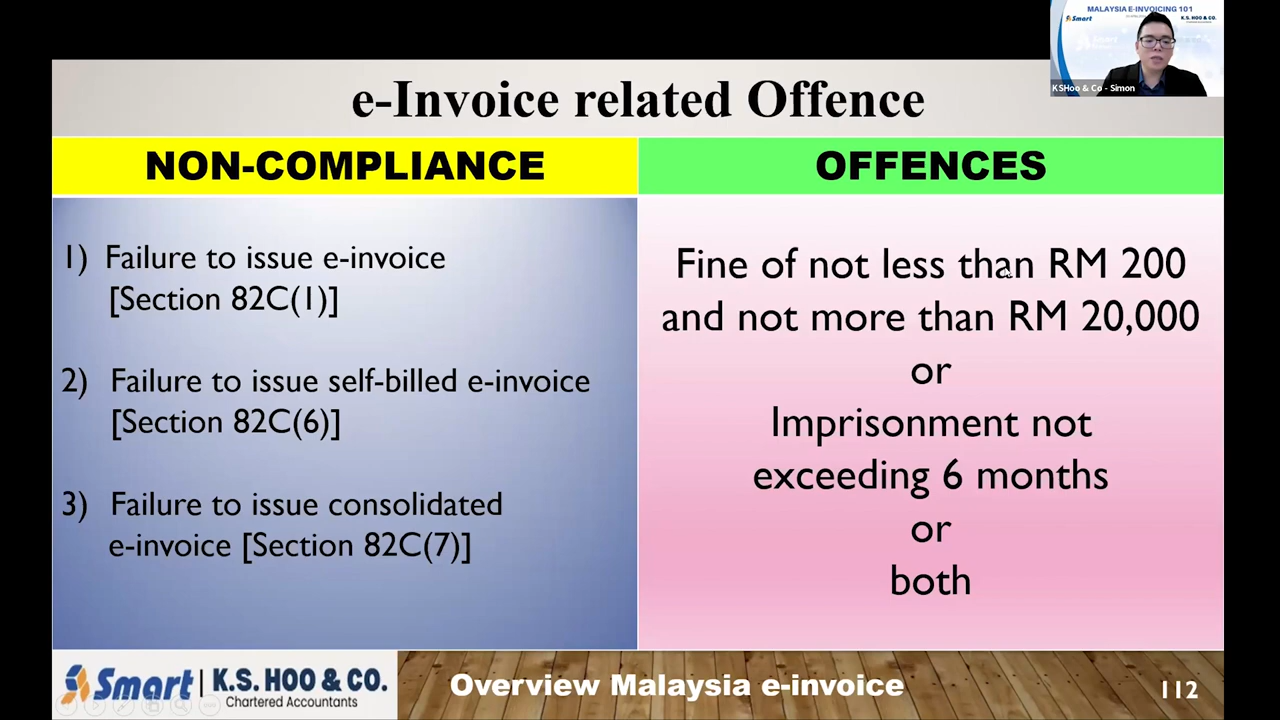 MALAYSIA E-INVOICING 101
Smart
K.S. HOO & CO.
KSHoo & Co - Simon
e-Invoice related Offence
NON-COMPLIANCE
OFFENCES
1) Failure to issue e-invoice
[Section 82C(1)]
2) Failure to issue self-billed e-invoice
[Section 82C(6)]
3) Failure to issue consolidated
e-invoice [Section 82C(7)]
Fine of not less than RM 200
and not more than RM 20,000
or
Imprisonment not
exceeding 6 months
or
both
Smart | K.S. HOO & CO.
Chartered Accountants
Overview Malaysia e-invoice
112